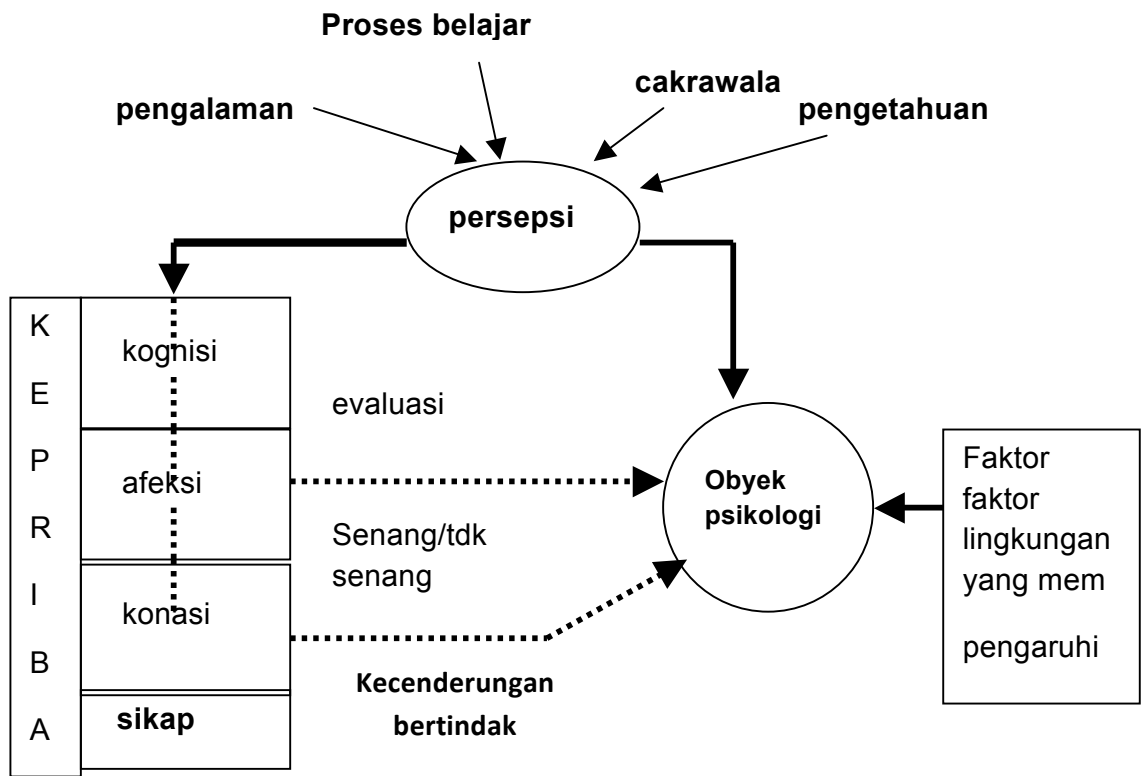 Proses belajar
cakrawala
pengalaman
pengetahuan
persepsi
K
E
P
R
I
B
A
kognisi
evaluasi
afeksi
Senang/tdk
senang
konasi
Kecenderungan
bertindak
sikap
Obyek
psikologi
Faktor
faktor
lingkungan
yang mem
pengaruhi